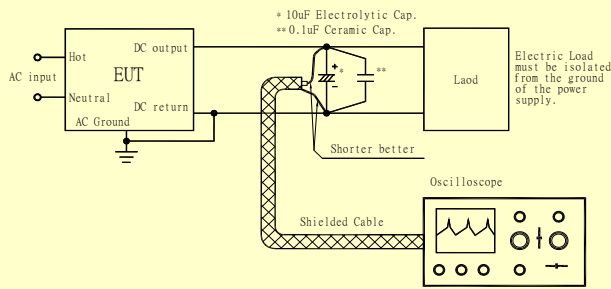 * 10uF Electrolytic Cap.
** 0.1uF Ceramic Cap.
Hot
DC output
AC input
EUT
Neutral
DC return
AC Ground
+
*
**
−
Laod
Electric Load
must be isolated
from the ground
of the power
supply.
Shorter better
Oscilloscope
Shielded Cable